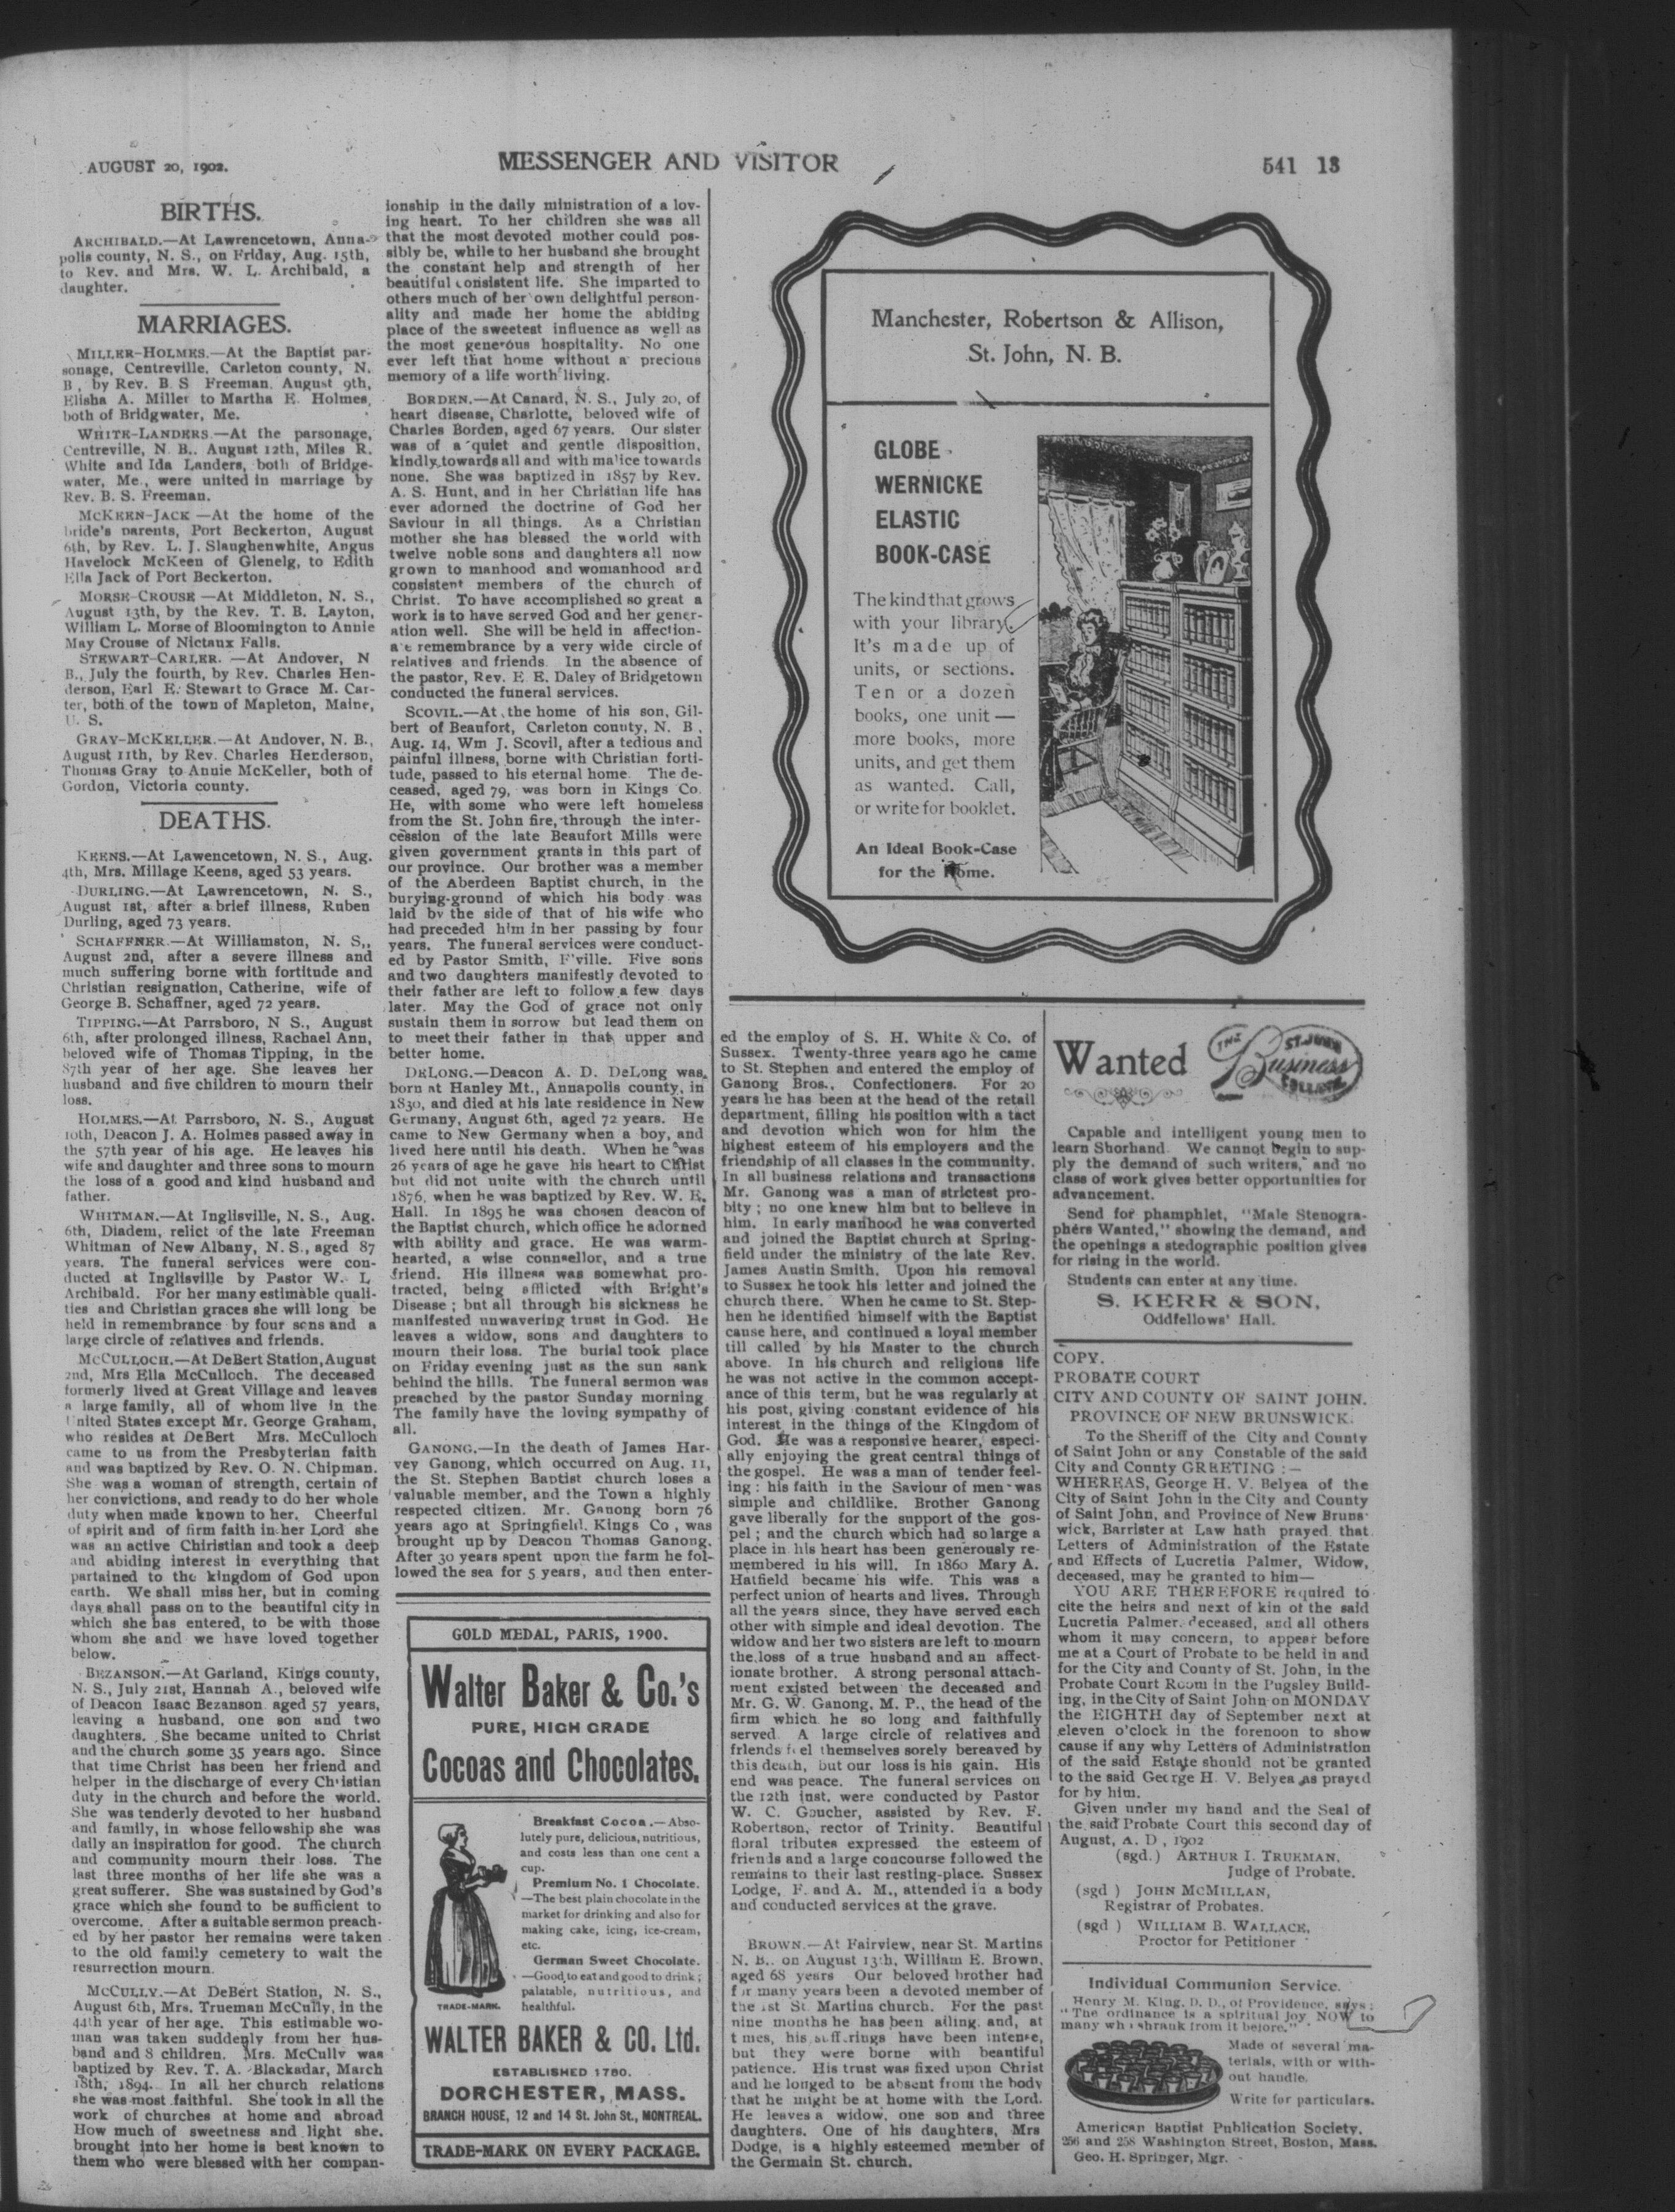 AUGUST 20, 1902.
MESSENGER AND VISITOR
541 13
BIRTHS.
ARCHIBALD.—At Lawrencetown, Anna-
polis county, N. S., on Friday, Aug. 15th,
to Rev. and Mrs. W. L. Archibald, a
daughter.
MARRIAGES.
MILLER-HOLMES.—At the Baptist par-
sonage, Centreville, Carleton county, N.
B, by Rev. B. S Freeman, August 9th,
Elisha A. Miller to Martha E. Holmes,
both of Bridgwater, Me.
WHITE-LANDERS.—At the parsonage,
Centreville, N. B., August 12th, Miles R.
White and Ida Landers, both of Bridge-
water, Me., were united in marriage by
Rev. B. S. Freeman.
MCKEEN-JACK —At the home of the
bride's parents, Port Beckerton, August
6th, by Rev. L. J. Slaughenwhite, Angus
Havelock McKeen of Glenelg, to Edith
Ella Jack of Port Beckerton.
MORSE-CROUSE —At Middleton, N. S.,
August 13th, by the Rev. T. B. Layton,
William L. Morse of Bloomington to Annie
May Crouse of Nictaux Falls.
STEWART-CARLER. —At Andover, N
B., July the fourth, by Rev. Charles Hen-
derson, Earl E. Stewart to Grace M. Car-
ter, both of the town of Mapleton, Maine,
U. S.
GRAY-MCKELLER.—At Andover, N. B.,
August 11th, by Rev. Charles Henderson,
Thomas Gray to Annie McKeller, both of
Gordon, Victoria county.
DEATHS.
KEENS.—At Lawencetown, N. S., Aug.
4th, Mrs. Millage Keens, aged 53 years.
DURLING.—At Lawrencetown, N. S.,
August 1st, after a brief illness, Ruben
Durling, aged 73 years.
SCHAFFNER.—At Williamston, N. S.,
August 2nd, after a severe illness and
much suffering borne with fortitude and
Christian resignation, Catherine, wife of
George B. Schaffner, aged 72 years.
TIPPING.—At Parrsboro, N S., August
6th, after prolonged illness, Rachael Ann,
beloved wife of Thomas Tipping, in the
87th year of her age. She leaves her
husband and five children to mourn their
loss.
HOLMES.—At Parrsboro, N. S., August
10th, Deacon J. A. Holmes passed away in
the 57th year of his age. He leaves his
wife and daughter and three sons to mourn
the loss of a good and kind husband and
father.
WHITMAN.—At Inglisville, N. S., Aug.
6th, Diadem, relict of the late Freeman
Whitman of New Albany, N. S., aged 87
years. The funeral services were con-
ducted at Inglisville by Pastor W. L
Archibald. For her many estimable quali-
ties and Christian graces she will long be
held in remembrance by four sons and a
large circle of relatives and friends.
MCCULLOCH.—At DeBert Station, August
2nd, Mrs Ella McCulloch. The deceased
formerly lived at Great Village and leaves
a large family, all of whom live in the
United States except Mr. George Graham,
who resides at DeBert Mrs. McCulloch
came to us from the Presbyterian faith
and was baptized by Rev. O. N. Chipman.
She was a woman of strength, certain of
her convictions, and ready to do her whole
duty when made known to her. Cheerful
of spirit and of firm faith in her Lord she
was an active Chiristian and took a deep
and abiding interest in everything that
partained to the kingdom of God upon
earth. We shall miss her, but in coming
days shall pass on to the beautiful city in
which she has entered, to be with those
whom she and we have loved together
below.
BEZANSON.—At Garland, Kings county,
N. S., July 21st, Hannah A., beloved wife
of Deacon Isaac Bezanson aged 57 years,
leaving a husband, one son and two
daughters. She became united to Christ
and the church some 35 years ago. Since
that time Christ has been her friend and
helper in the discharge of every Christian
duty in the church and before the world.
She was tenderly devoted to her husband
and family, in whose fellowship she was
daily an inspiration for good. The church
and community mourn their loss. The
last three months of her life she was a
great sufferer. She was sustained by God's
grace which she found to be sufficient to
overcome. After a suitable sermon preach-
ed by her pastor her remains were taken
to the old family cemetery to wait the
resurrection mourn.
MCCULLY.—At DeBert Station, N. S.,
August 6th, Mrs. Trueman McCully, in the
44th year of her age. This estimable wo-
man was taken suddenly from her hus-
band and 8 children. Mrs. McCully was
baptized by Rev. T. A. Blackadar, March
18th, 1894. In all her church relations
she was most faithful. She took in all the
work of churches at home and abroad
How much of sweetness and light she
brought into her home is best known to
them who were blessed with her compan-
ionship in the daily ministration of a lov-
ing heart. To her children she was all
that the most devoted mother could pos-
sibly be, while to her husband she brought
the constant help and strength of her
beautiful consistent life. She imparted to
others much of her own delightful person-
ality and made her home the abiding
place of the sweetest influence as well as
the most generous hospitality. No one
ever left that home without a precious
memory of a life worth living.
BORDEN.—At Canard, N. S., July 20, of
heart disease, Charlotte, beloved wife of
Charles Borden, aged 67 years. Our sister
was of a quiet and gentle disposition,
kindly towards all and with malice towards
none. She was baptized in 1857 by Rev.
A. S. Hunt, and in her Christian life has
ever adorned the doctrine of God her
Saviour in all things. As a Christian
mother she has blessed the world with
twelve noble sons and daughters all now
grown to manhood and womanhood and
consistent members of the church of
Christ. To have accomplished so great a
work is to have served God and her gener-
ation well. She will be held in affection-
ate remembrance by a very wide circle of
relatives and friends. In the absence of
the pastor, Rev. E. E. Daley of Bridgetown
conducted the funeral services.
SCOVIL.—At the home of his son, Gil-
bert of Beaufort, Carleton county, N. B,
Aug. 14, Wm J. Scovil, after a tedious and
painful illness, borne with Christian forti-
tude, passed to his eternal home. The de-
ceased, aged 79, was born in Kings Co.
He, with some who were left homeless
from the St. John fire, through the inter-
cession of the late Beaufort Mills were
given government grants in this part of
our province. Our brother was a member
of the Aberdeen Baptist church, in the
burying-ground of which his body was
laid by the side of that of his wife who
had preceded him in her passing by four
years. The funeral services were conduct-
ed by Pastor Smith, F'ville. Five sons
and two daughters manifestly devoted to
their father are left to follow a few days
later. May the God of grace not only
sustain them in sorrow but lead them on
to meet their father in that upper and
better home.
DELONG.—Deacon A. D. DeLong was
born at Hanley Mt., Annapolis county, in
1830, and died at his late residence in New
Germany, August 6th, aged 72 years. He
came to New Germany when a boy, and
lived here until his death. When he was
26 years of age he gave his heart to Christ
but did not unite with the church until
1876, when he was baptized by Rev. W. E.
Hall. In 1895 he was chosen deacon of
the Baptist church, which office he adorned
with ability and grace. He was warm-
hearted, a wise counsellor, and a true
friend. His illness was somewhat pro-
tracted, being afflicted with Bright's
Disease ; but all through his sickness he
manifested unwavering trust in God. He
leaves a widow, sons and daughters to
mourn their loss. The burial took place
on Friday evening just as the sun sank
behind the hills. The funeral sermon was
preached by the pastor Sunday morning
The family have the loving sympathy of
all.
GANONG.—In the death of James Har-
vey Ganong, which occurred on Aug. 11,
the St. Stephen Baptist church loses a
valuable member, and the Town a highly
respected citizen. Mr. Ganong born 76
years ago at Springfield, Kings Co, was
brought up by Deacon Thomas Ganong.
After 30 years spent upon the farm he fol-
lowed the sea for 5 years, and then enter-
GOLD MEDAL, PARIS, 1900.
Walter Baker & Co.'s
PURE, HIGH GRADE
Cocoas and Chocolates.
Breakfast Cocoa.—Abso-
lutely pure, delicious, nutritious,
and costs less than one cent a
cup.
Premium No. 1 Chocolate.
—The best plain chocolate in the
market for drinking and also for
making cake, icing, ice-cream,
etc.
German Sweet Chocolate.
—Good to eat and good to drink ;
palatable, nutritious, and
healthful.
TRADE-MARK.
WALTER BAKER & CO. Ltd.
ESTABLISHED 1780.
DORCHESTER, MASS.
BRANCH HOUSE, 12 and 14 St. John St., MONTREAL.
TRADE-MARK ON EVERY PACKAGE.
Manchester, Robertson & Allison,
St. John, N. B.
GLOBE
WERNICKE
ELASTIC
BOOK-CASE
The kind that grows
with your library.
It's made up of
units, or sections.
Ten or a dozen
books, one unit —
more books, more
units, and get them
as wanted. Call,
or write for booklet.
An Ideal Book-Case
for the Home.
ed the employ of S. H. White & Co. of
Sussex. Twenty-three years ago he came
to St. Stephen and entered the employ of
Ganong Bros., Confectioners. For 20
years he has been at the head of the retail
department, filling his position with a tact
and devotion which won for him the
highest esteem of his employers and the
friendship of all classes in the community.
In all business relations and transactions
Mr. Ganong was a man of strictest pro-
bity ; no one knew him but to believe in
him. In early manhood he was converted
and joined the Baptist church at Spring-
field under the ministry of the late Rev.
James Austin Smith. Upon his removal
to Sussex he took his letter and joined the
church there. When he came to St. Step-
hen he identified himself with the Baptist
cause here, and continued a loyal member
till called by his Master to the church
above. In his church and religious life
he was not active in the common accept-
ance of this term, but he was regularly at
his post, giving constant evidence of his
interest in the things of the Kingdom of
God. He was a responsive hearer, especi-
ally enjoying the great central things of
the gospel. He was a man of tender feel-
ing : his faith in the Saviour of men was
simple and childlike. Brother Ganong
gave liberally for the support of the gos-
pel ; and the church which had so large a
place in his heart has been generously re-
membered in his will. In 1860 Mary A.
Hatfield became his wife. This was a
perfect union of hearts and lives. Through
all the years since, they have served each
other with simple and ideal devotion. The
widow and her two sisters are left to mourn
the loss of a true husband and an affect-
ionate brother. A strong personal attach-
ment existed between the deceased and
Mr. G. W. Ganong, M. P., the head of the
firm which he so long and faithfully
served. A large circle of relatives and
friends feel themselves sorely bereaved by
this death, but our loss is his gain. His
end was peace. The funeral services on
the 12th inst. were conducted by Pastor
W. C. Goucher, assisted by Rev. F.
Robertson, rector of Trinity. Beautiful
floral tributes expressed the esteem of
friends and a large concourse followed the
remains to their last resting-place. Sussex
Lodge, F. and A. M., attended in a body
and conducted services at the grave.
BROWN.—At Fairview, near St. Martins
N. B., on August 13th, William E. Brown,
aged 68 years Our beloved brother had
for many years been a devoted member of
the 1st St. Martins church. For the past
nine months he has been ailing and, at
times, his sufferings have been intense,
but they were borne with beautiful
patience. His trust was fixed upon Christ
and he longed to be absent from the body
that he might be at home with the Lord.
He leaves a widow, one son and three
daughters. One of his daughters, Mrs
Dodge, is a highly esteemed member of
the Germain St. church.
Wanted
THE
ST. JOHN
Business
COLLEGE
Capable and intelligent young men to
learn Shorhand. We cannot begin to sup-
ply the demand of such writers, and no
class of work gives better opportunities for
advancement.
Send for phamphlet, "Male Stenogra-
phers Wanted," showing the demand, and
the openings a stedographic position gives
for rising in the world.
Students can enter at any time.
S. KERR & SON,
Oddfellows' Hall.
COPY.
PROBATE COURT
CITY AND COUNTY OF SAINT JOHN.
PROVINCE OF NEW BRUNSWICK.
To the Sheriff of the City and County
of Saint John or any Constable of the said
City and County GREETING :—
WHEREAS, George H. V. Belyea of the
City of Saint John in the City and County
of Saint John, and Province of New Bruns-
wick, Barrister at Law hath prayed that
Letters of Administration of the Estate
and Effects of Lucretia Palmer, Widow,
deceased, may be granted to him—
YOU ARE THEREFORE required to
cite the heirs and next of kin of the said
Lucretia Palmer, deceased, and all others
whom it may concern, to appear before
me at a Court of Probate to be held in and
for the City and County of St. John, in the
Probate Court Room in the Pugsley Build-
ing, in the City of Saint John on MONDAY
the EIGHTH day of September next at
eleven o'clock in the forenoon to show
cause if any why Letters of Administration
of the said Estate should not be granted
to the said George H. V. Belyea as prayed
for by him.
Given under my hand and the Seal of
the said Probate Court this second day of
August, A. D, 1902
(sgd.) ARTHUR I. TRUEMAN,
Judge of Probate.
(sgd ) JOHN MCMILLAN,
Registrar of Probates.
(sgd ) WILLIAM B. WALLACE,
Proctor for Petitioner
Individual Communion Service.
Henry M. King, D. D., of Providence, says :
"The ordinance is a spiritual joy NOW to
many who shrank from it before."
Made of several ma-
terials, with or with-
out handle.
Write for particulars.
American Baptist Publication Society.
256 and 258 Washington Street, Boston, Mass.
Geo. H. Springer, Mgr.